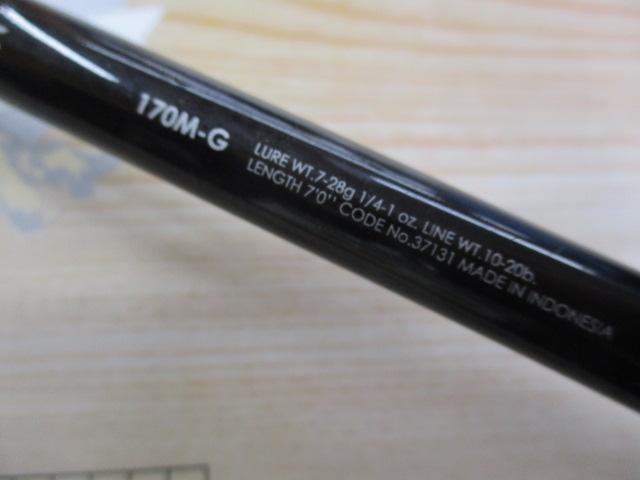 170M-G
LURE WT.7-28g 1/4-1 oz. LINE WT.10-20lb.
LENGTH 7'0'' CODE No.37131 MADE IN INDONESIA